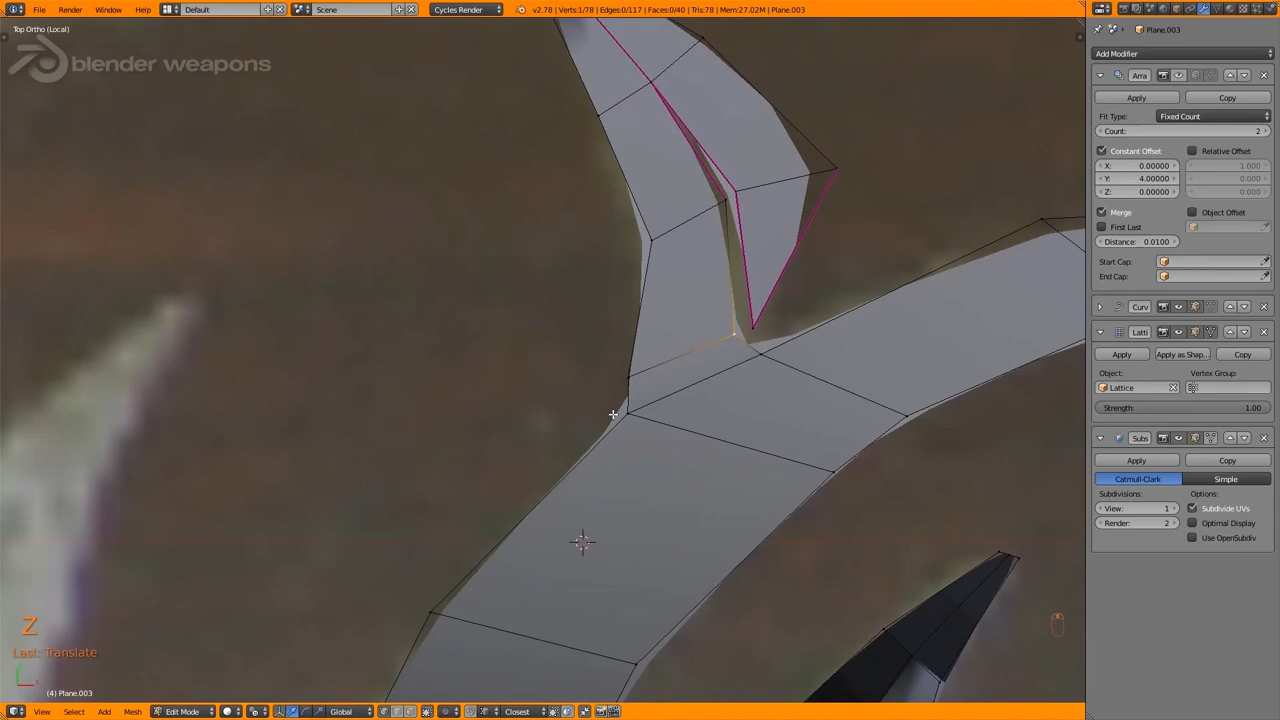 File Render Window Help Default Scene Cycles Render v2.78 | Verts:1/78 | Edges:0/117 | Faces:0/40 | Tris:78 | Mem:27.02M | Plane.003
Top Ortho (Local)
blender weapons
Z
Last: Translate
(4) Plane.003
View Select Add Mesh Edit Mode Global Closest
Plane.003
Add Modifier
Arra
Apply Copy
Fit Type: Fixed Count
Count: 2
Constant Offset Relative Offset
X: 0.00000 1.000
Y: 4.00000 0.000
Z: 0.00000 0.000
Merge Object Offset
First Last
Distance: 0.0100
Start Cap:
End Cap:
Curv
Latti
Apply Apply as Shap.. Copy
Object: Vertex Group:
Lattice
Strength: 1.00
Subs
Apply Copy
Catmull-Clark Simple
Subdivisions: Options:
View: 1 Subdivide UVs
Render: 2 Optimal Display
Use OpenSubdiv